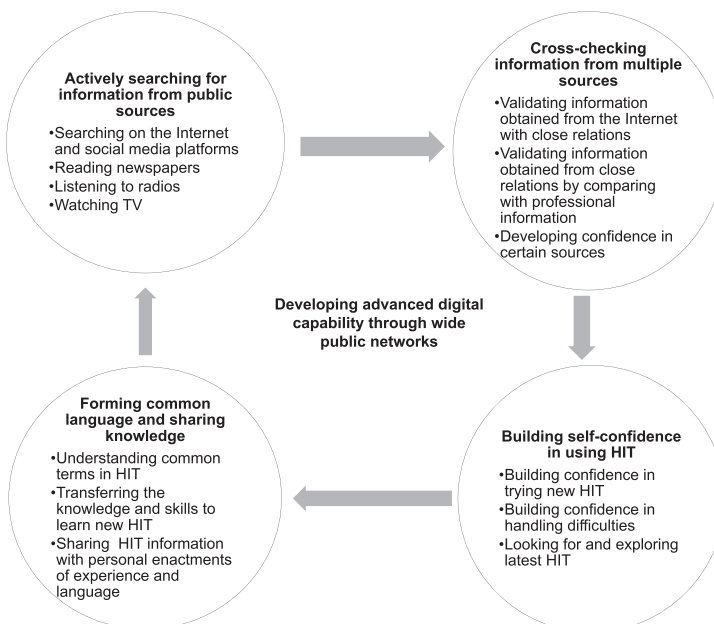 Actively searching for
information from public
sources
•Searching on the Internet
and social media platforms
•Reading newspapers
•Listening to radios
•Watching TV
Cross-checking
information from multiple
sources
•Validating information
obtained from the Internet
with close relations
•Validating information
obtained from close
relations by comparing
with professional
information
•Developing confidence in
certain sources
Developing advanced digital
capability through wide
public networks
Forming common
language and sharing
knowledge
•Understanding common
terms in HIT
•Transferring the
knowledge and skills to
learn new HIT
•Sharing HIT information
with personal enactments
of experience and
language
Building self-confidence
in using HIT
•Building confidence in
trying new HIT
•Building confidence in
handling difficulties
•Looking for and exploring
latest HIT